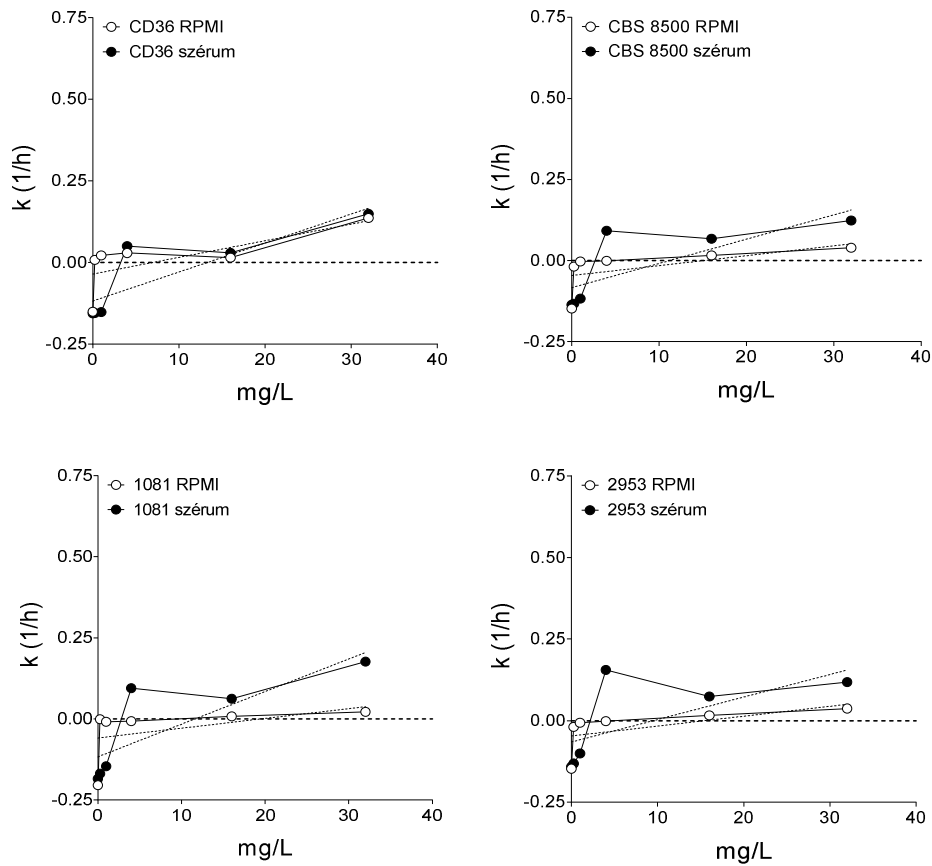 0.75
CD36 RPMI
CD36 szérum
0.50
0.25
0.00
-0.25
k (1/h)
0 10 20 30 40
mg/L
0.75
CBS 8500 RPMI
CBS 8500 szérum
0.50
0.25
0.00
-0.25
k (1/h)
0 10 20 30 40
mg/L
0.75
1081 RPMI
1081 szérum
0.50
0.25
0.00
-0.25
k (1/h)
0 10 20 30 40
mg/L
0.75
2953 RPMI
2953 szérum
0.50
0.25
0.00
-0.25
k (1/h)
0 10 20 30 40
mg/L